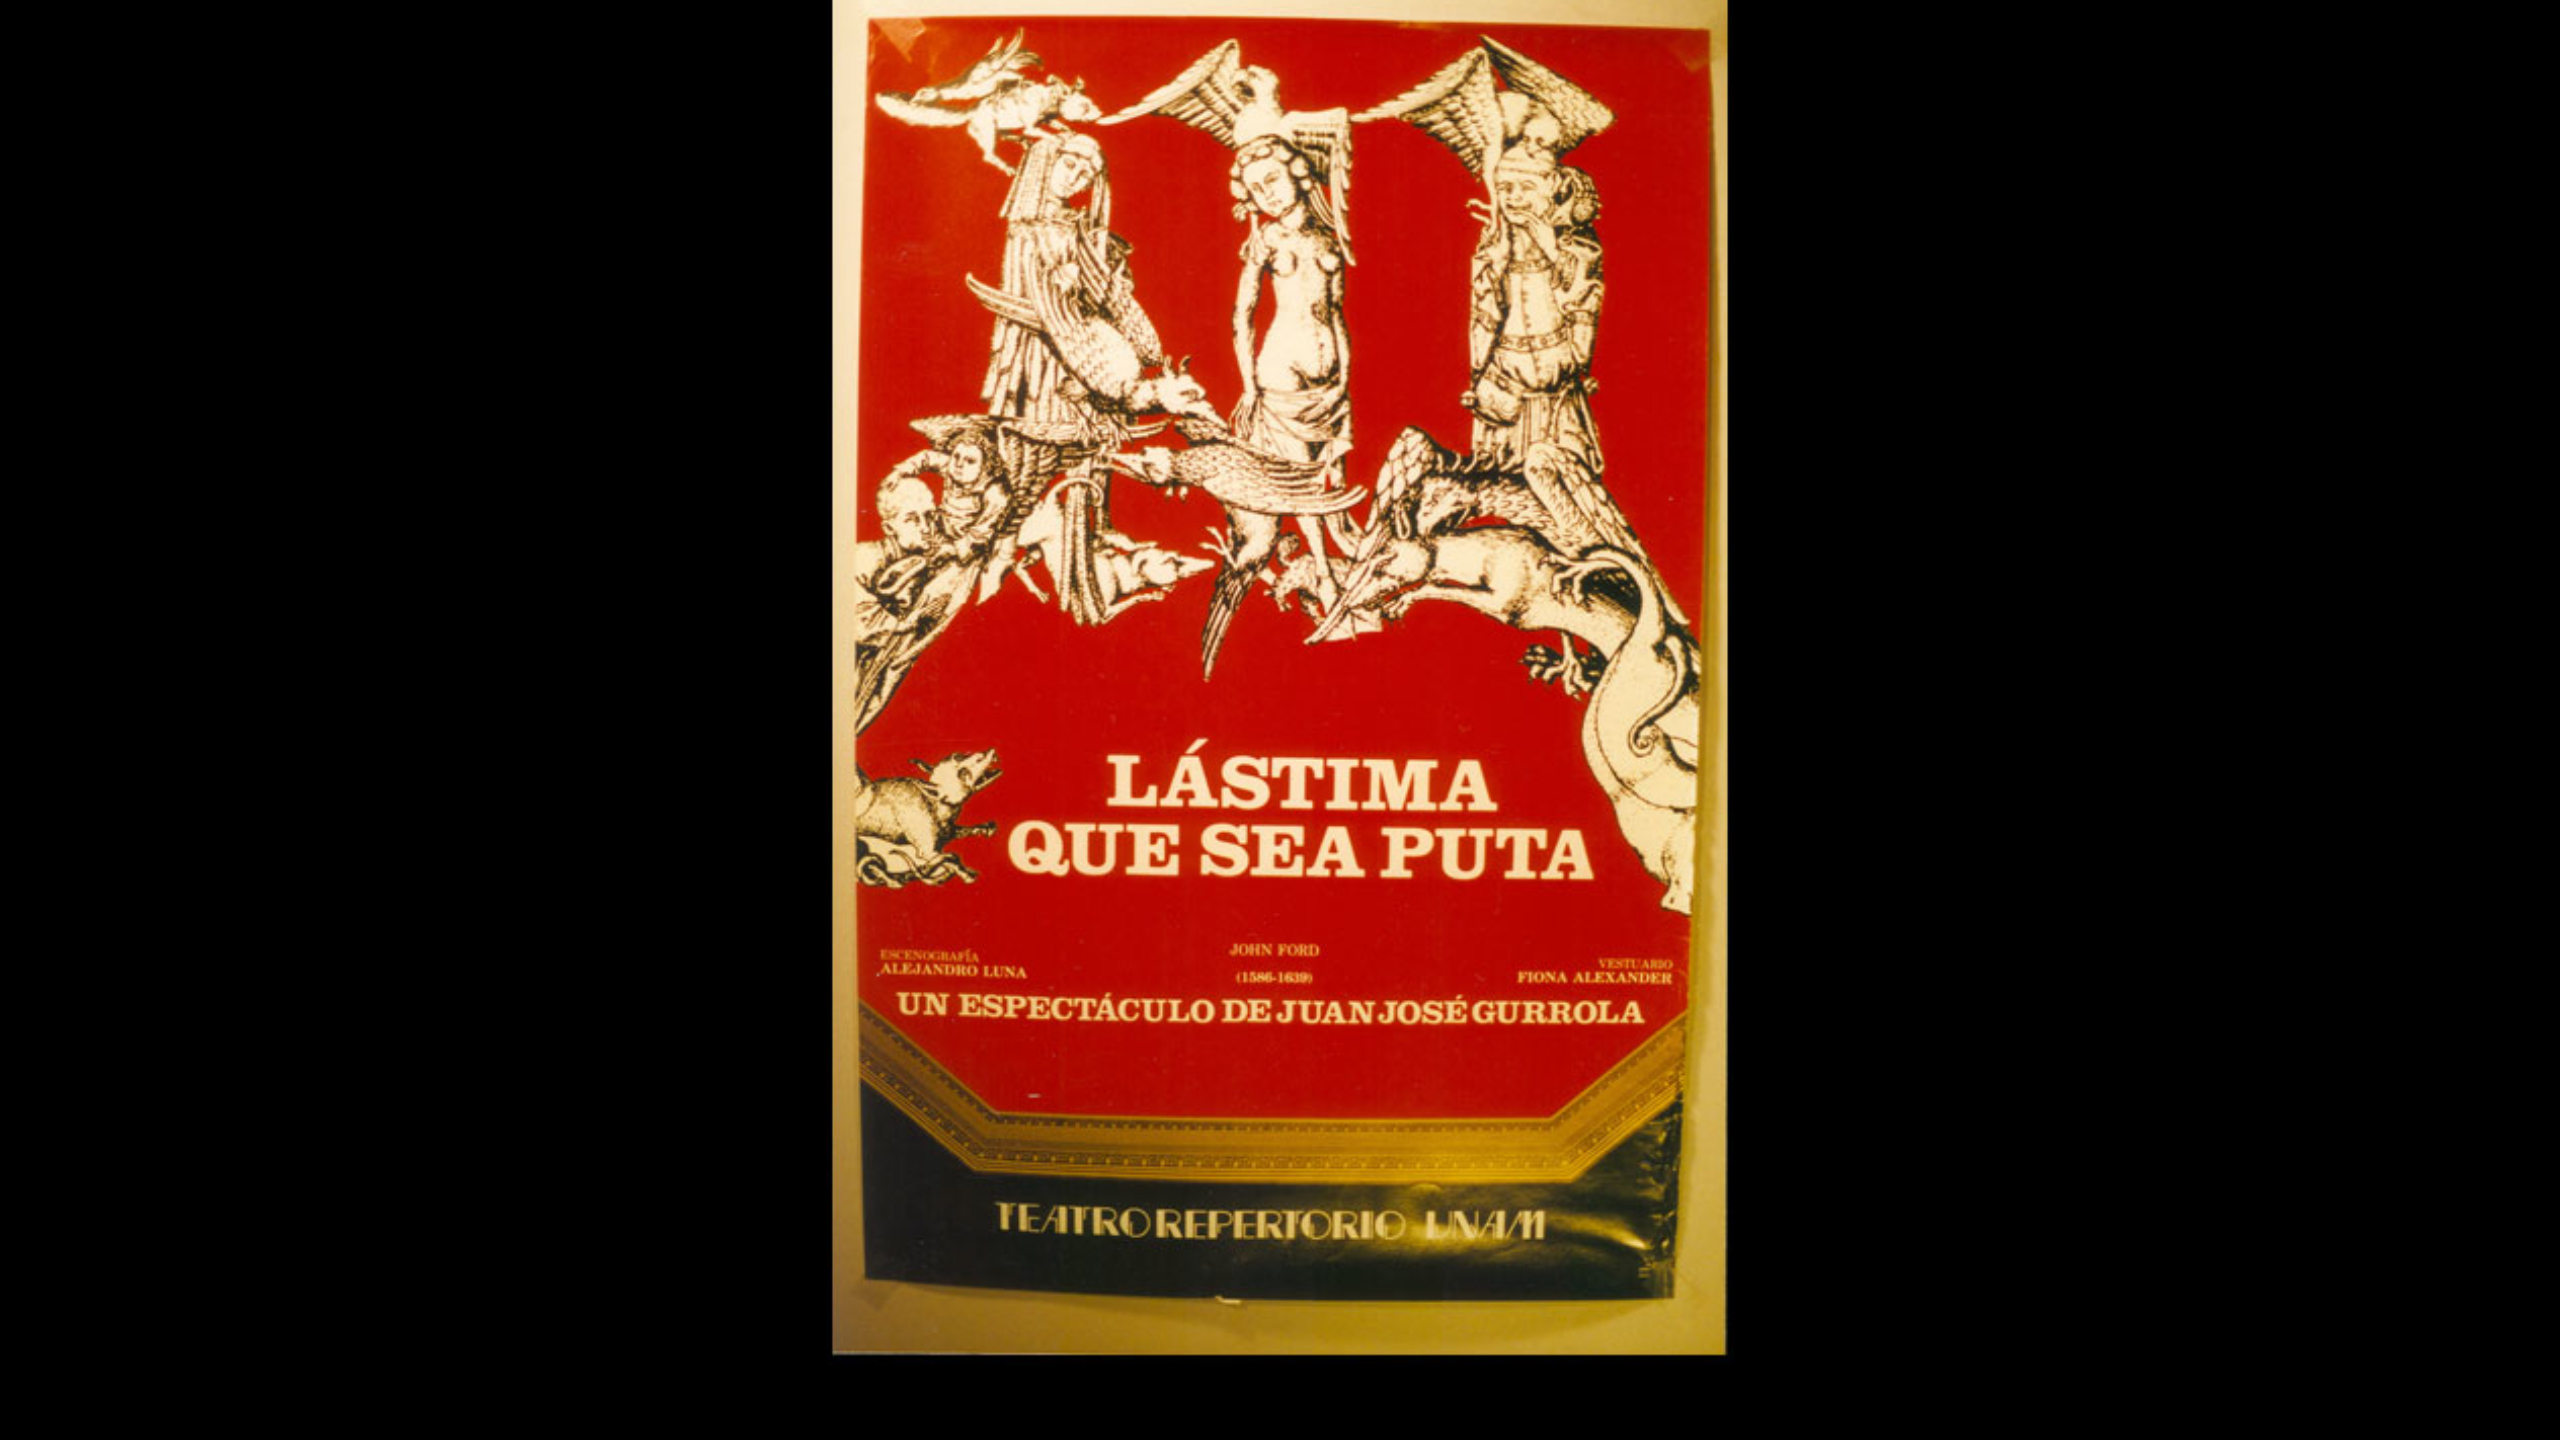 LÁSTIMA
QUE SEA PUTA
ESCENOGRAFÍA
ALEJANDRO LUNA
JOHN FORD
(1586-1639)
VESTUARIO
FIONA ALEXANDER
UN ESPECTÁCULO DE JUAN JOSÉ GURROLA
TEATRO REPERTORIO UNAM